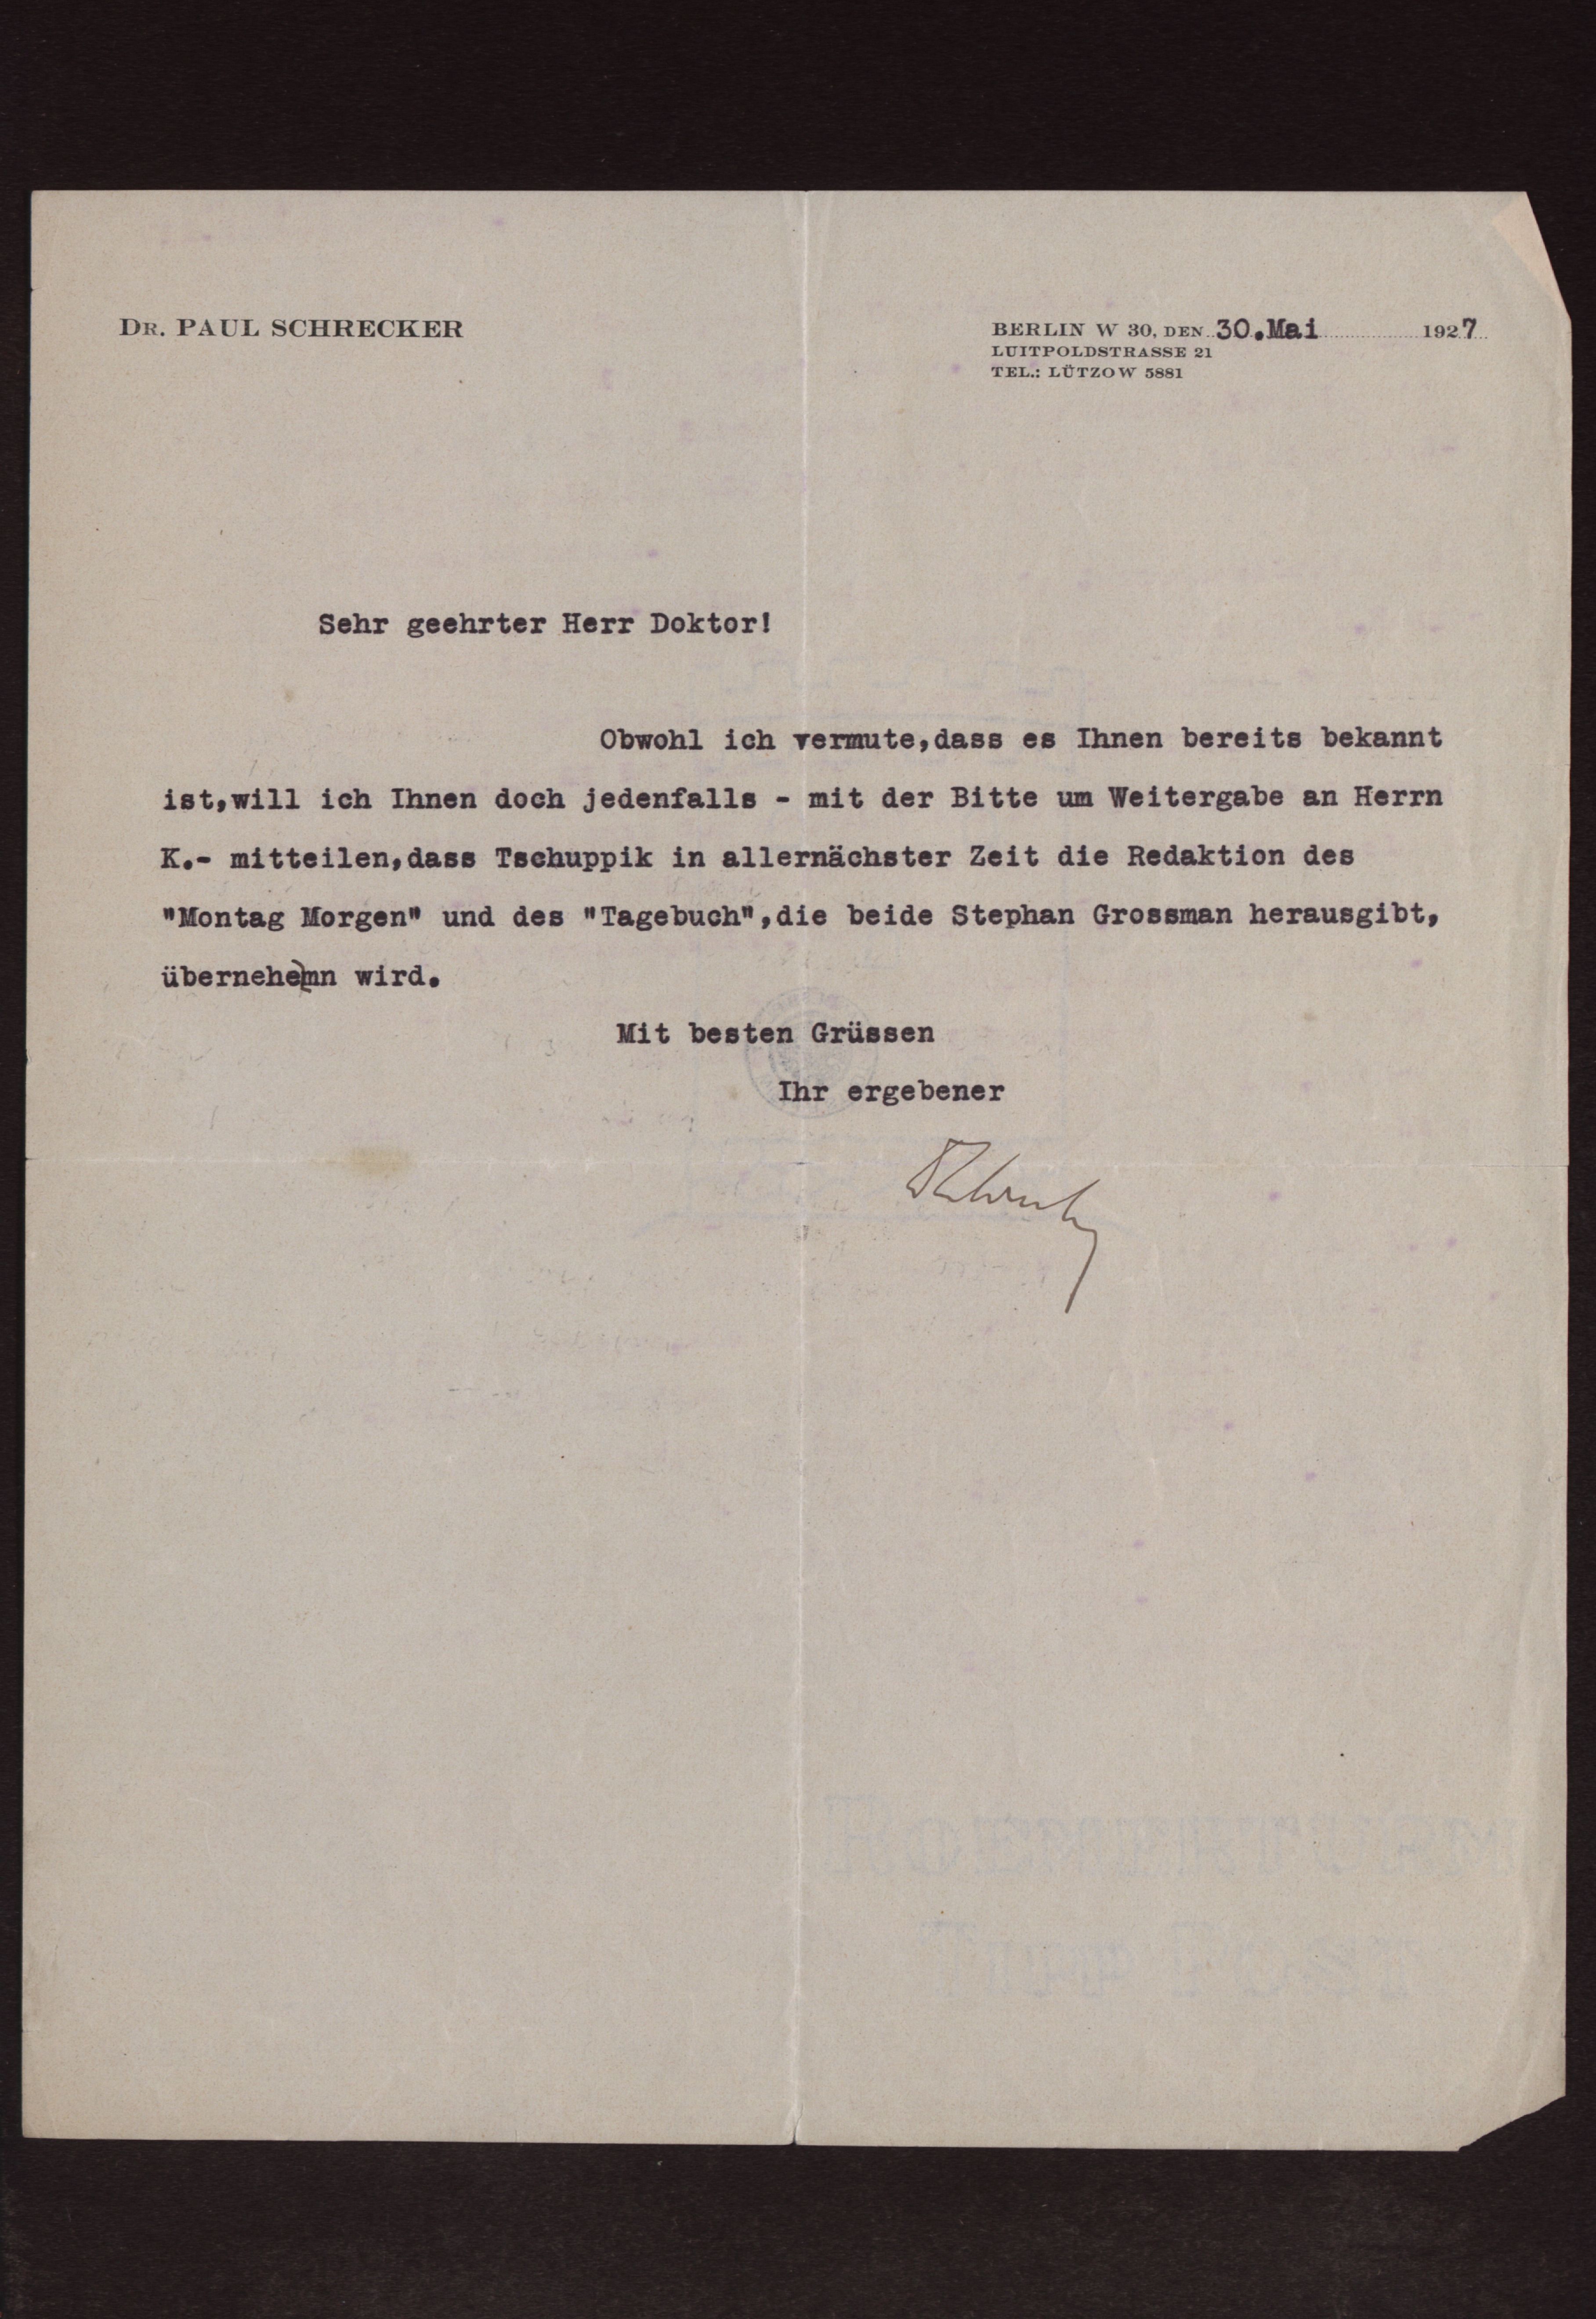 DR. PAUL SCHRECKER
BERLIN W 30, DEN 30.Mai 1927
LUITPOLDSTRASSE 21
TEL.: LÜTZOW 5881
Sehr geehrter Herr Doktor!
Obwohl ich vermute,dass es Ihnen bereits bekannt
ist,will ich Ihnen doch jedenfalls - mit der Bitte um Weitergabe an Herrn
K.- mitteilen,dass Tschuppik in allernächster Zeit die Redaktion des
"Montag Morgen" und des "Tagebuch",die beide Stephan Grossman herausgibt,
übernehemn wird.
Mit besten Grüssen
Ihr ergebener